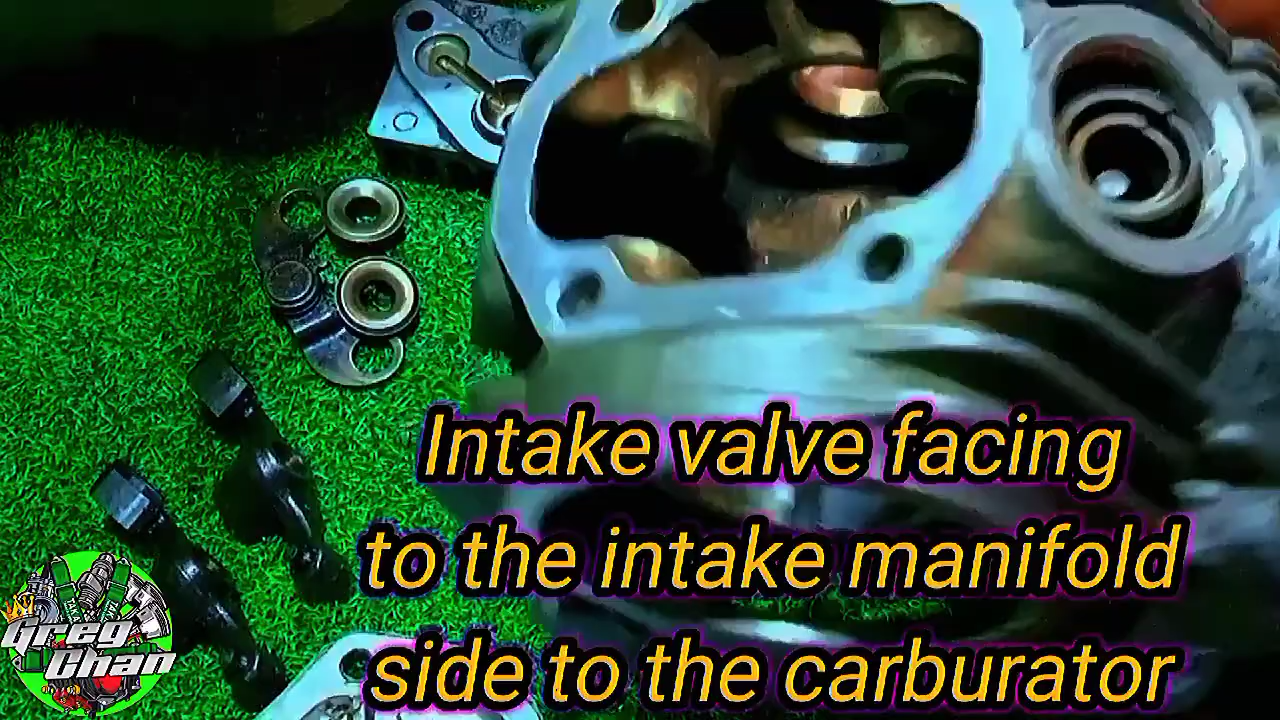 Intake valve facing
to the intake manifold
side to the carburator
Greg
Chan